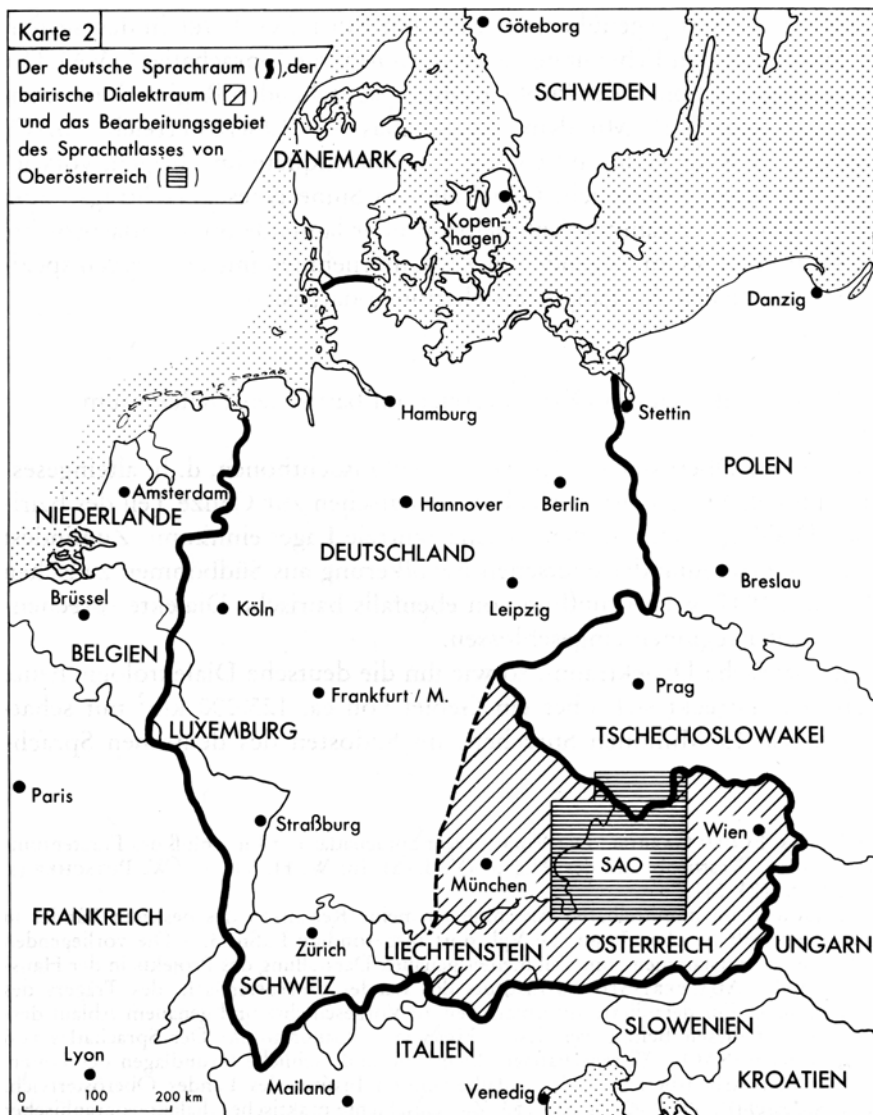 Karte 2
Der deutsche Sprachraum ( ),der
bairische Dialektraum ( )
und das Bearbeitungsgebiet
des Sprachatlasses von
Oberösterreich ( )
Göteborg
SCHWEDEN
DÄNEMARK
Kopen-
hagen
Danzig
Hamburg
Stettin
POLEN
Amsterdam
Hannover
Berlin
NIEDERLANDE
DEUTSCHLAND
Breslau
Brüssel
Köln
Leipzig
BELGIEN
Frankfurt / M.
Prag
LUXEMBURG
TSCHECHOSLOWAKEI
Paris
Straßburg
Wien
München
SAO
FRANKREICH
Zürich
LIECHTENSTEIN
ÖSTERREICH
UNGARN
SCHWEIZ
SLOWENIEN
ITALIEN
Lyon
KROATIEN
Mailand
Venedig
0 100 200 km